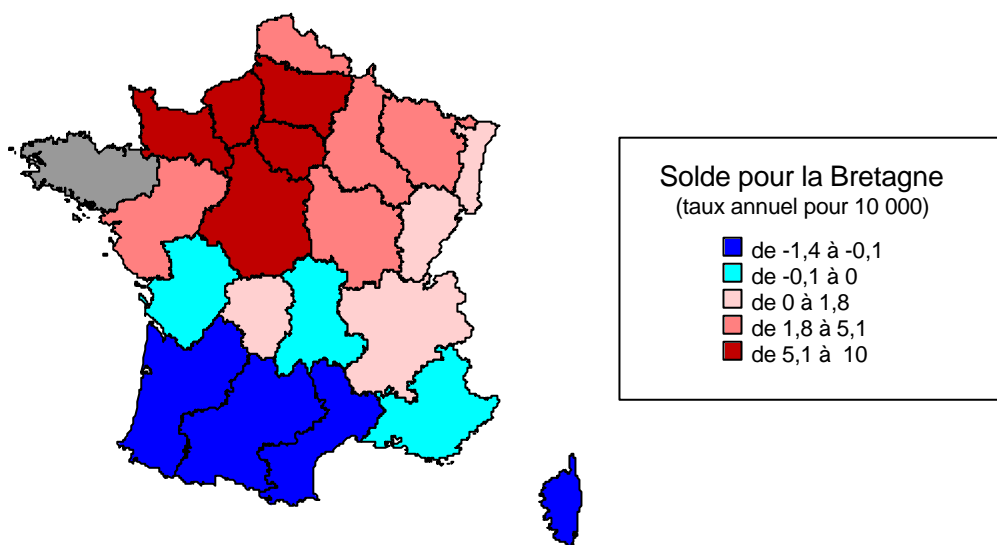 Solde pour la Bretagne
(taux annuel pour 10 000)
de -1,4 à -0,1
de -0,1 à 0
de 0 à 1,8
de 1,8 à 5,1
de 5,1 à 10